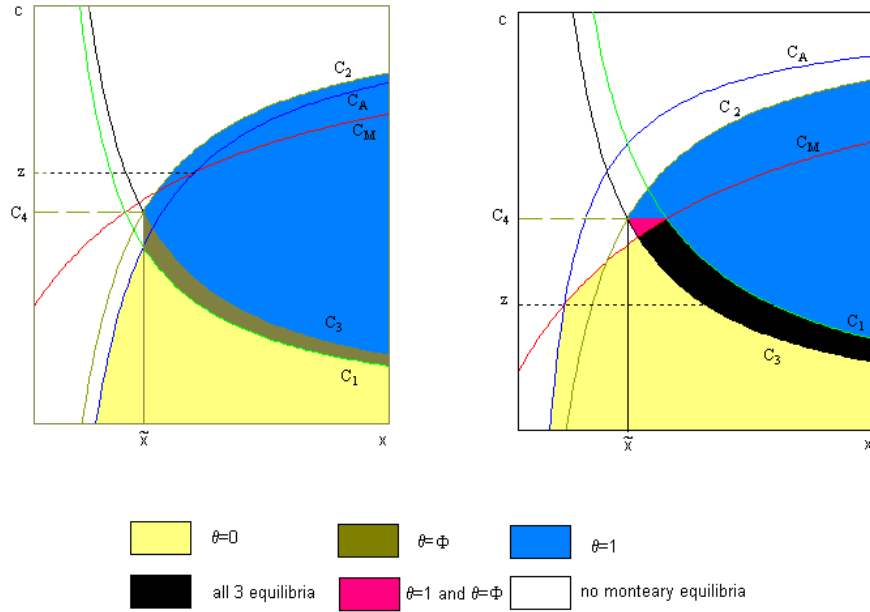 c
C2
CA
CM
z
C4
C3
C1
x̃
x
c
CA
C2
CM
C4
z
C1
C3
x̃
x
θ=0
θ=Φ
θ=1
all 3 equilibria
θ=1 and θ=Φ
no monteary equilibria